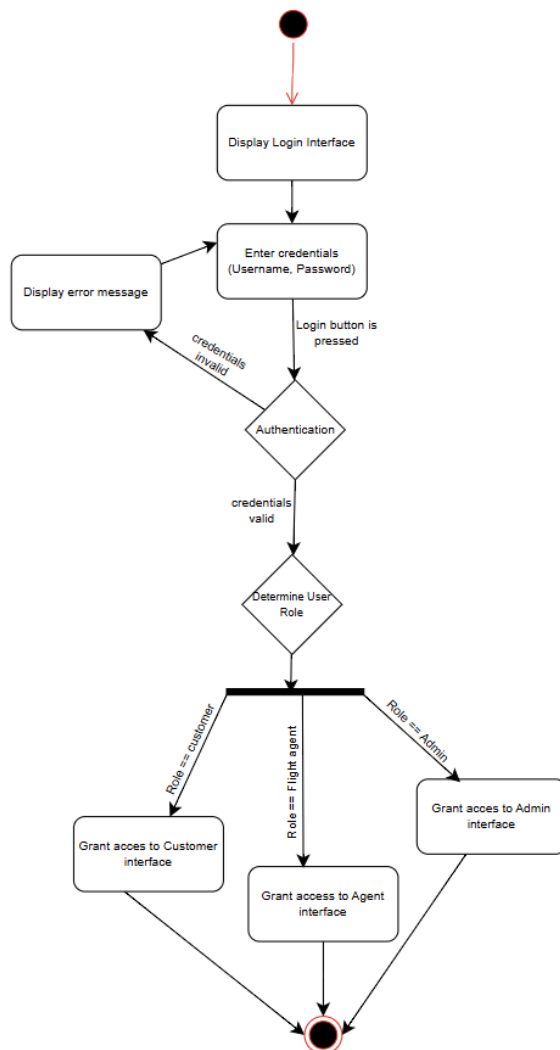 Display Login Interface
Enter credentials
(Username, Password)
Display error message
Login button is
pressed
credentials
invalid
Authentication
credentials
valid
Determine User
Role
Role == customer
Role == Flight agent
Role == Admin
Grant acces to Admin
interface
Grant acces to Customer
interface
Grant access to Agent
interface